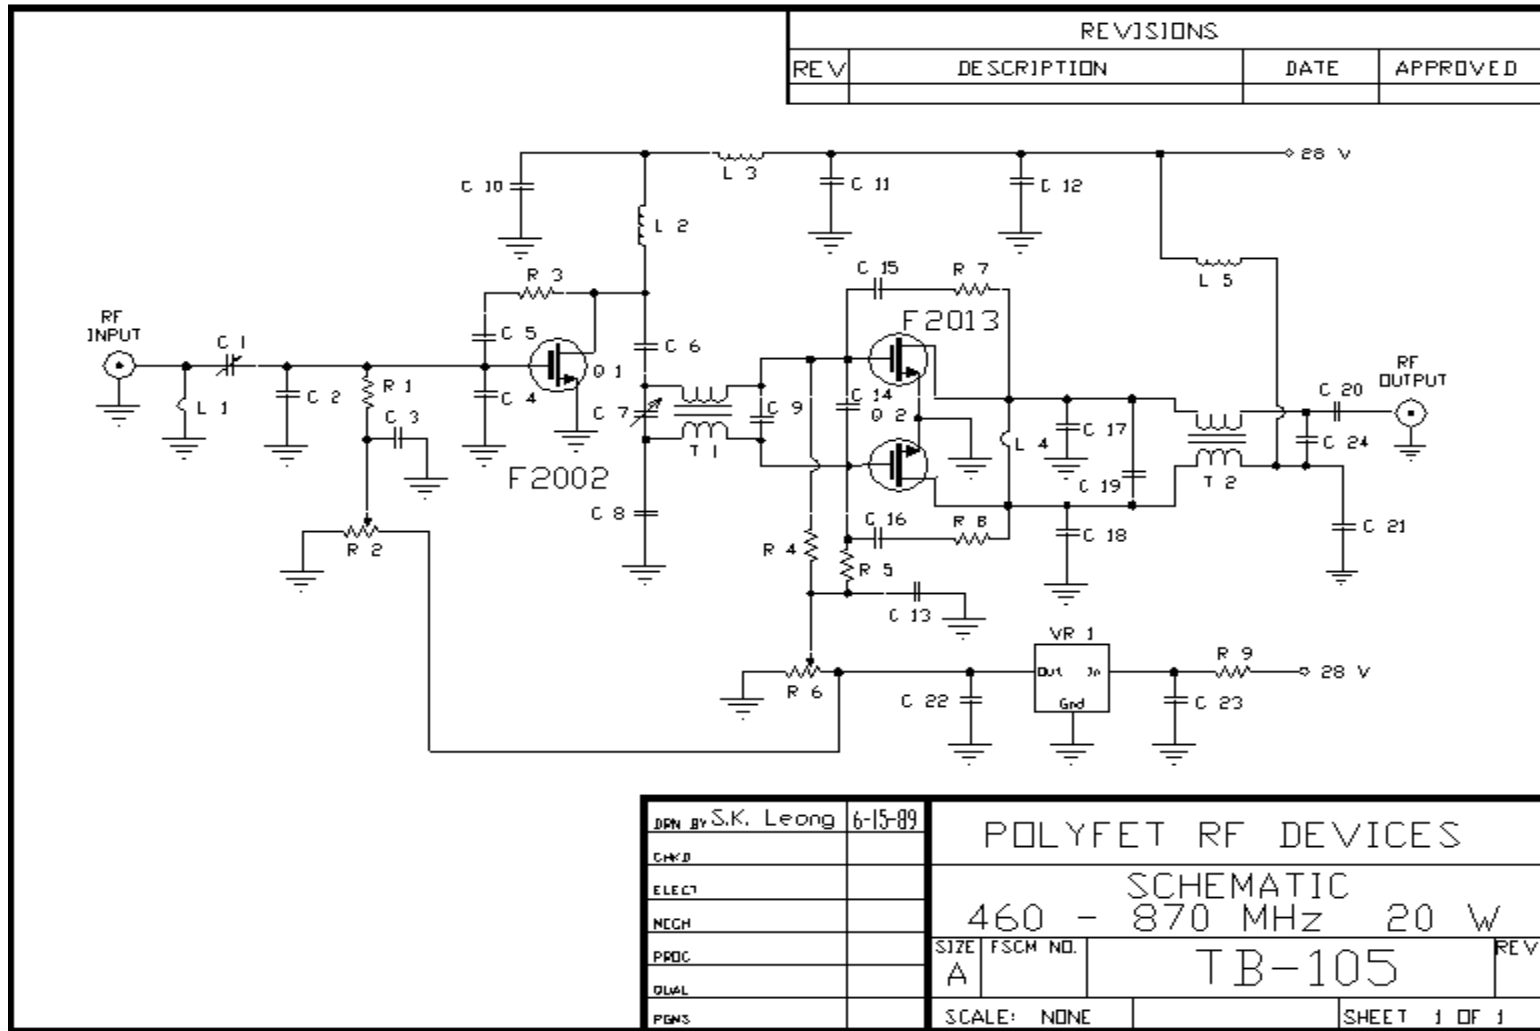 REVISIONS
REV DESCRIPTION DATE APPROVED
28 V
L 3
C 10
C 11
C 12
L 2
R 3
C 15
R 7
L 5
RF
INPUT
C 1
C 5
F2013
C 6
RF
OUTPUT
Q 1
C 20
L 1
C 2
R 1
C 4
C 7
C 9
C 14
Q 2
C 3
T 1
L 4
C 17
C 24
F2002
C 19
T 2
C 8
C 16
R 8
C 18
C 21
R 2
R 4
R 5
C 13
VR 1
R 9
Out In
28 V
R 6
C 22
Gnd
C 23
DRN BY S.K. Leong 6-15-89
POLYFET RF DEVICES
CHKD
ELECT
SCHEMATIC
MECH
460 - 870 MHz 20 W
PROC
SIZE FSCM NO. REV
A TB-105
QUAL
PGMS
SCALE: NONE SHEET 1 OF 1